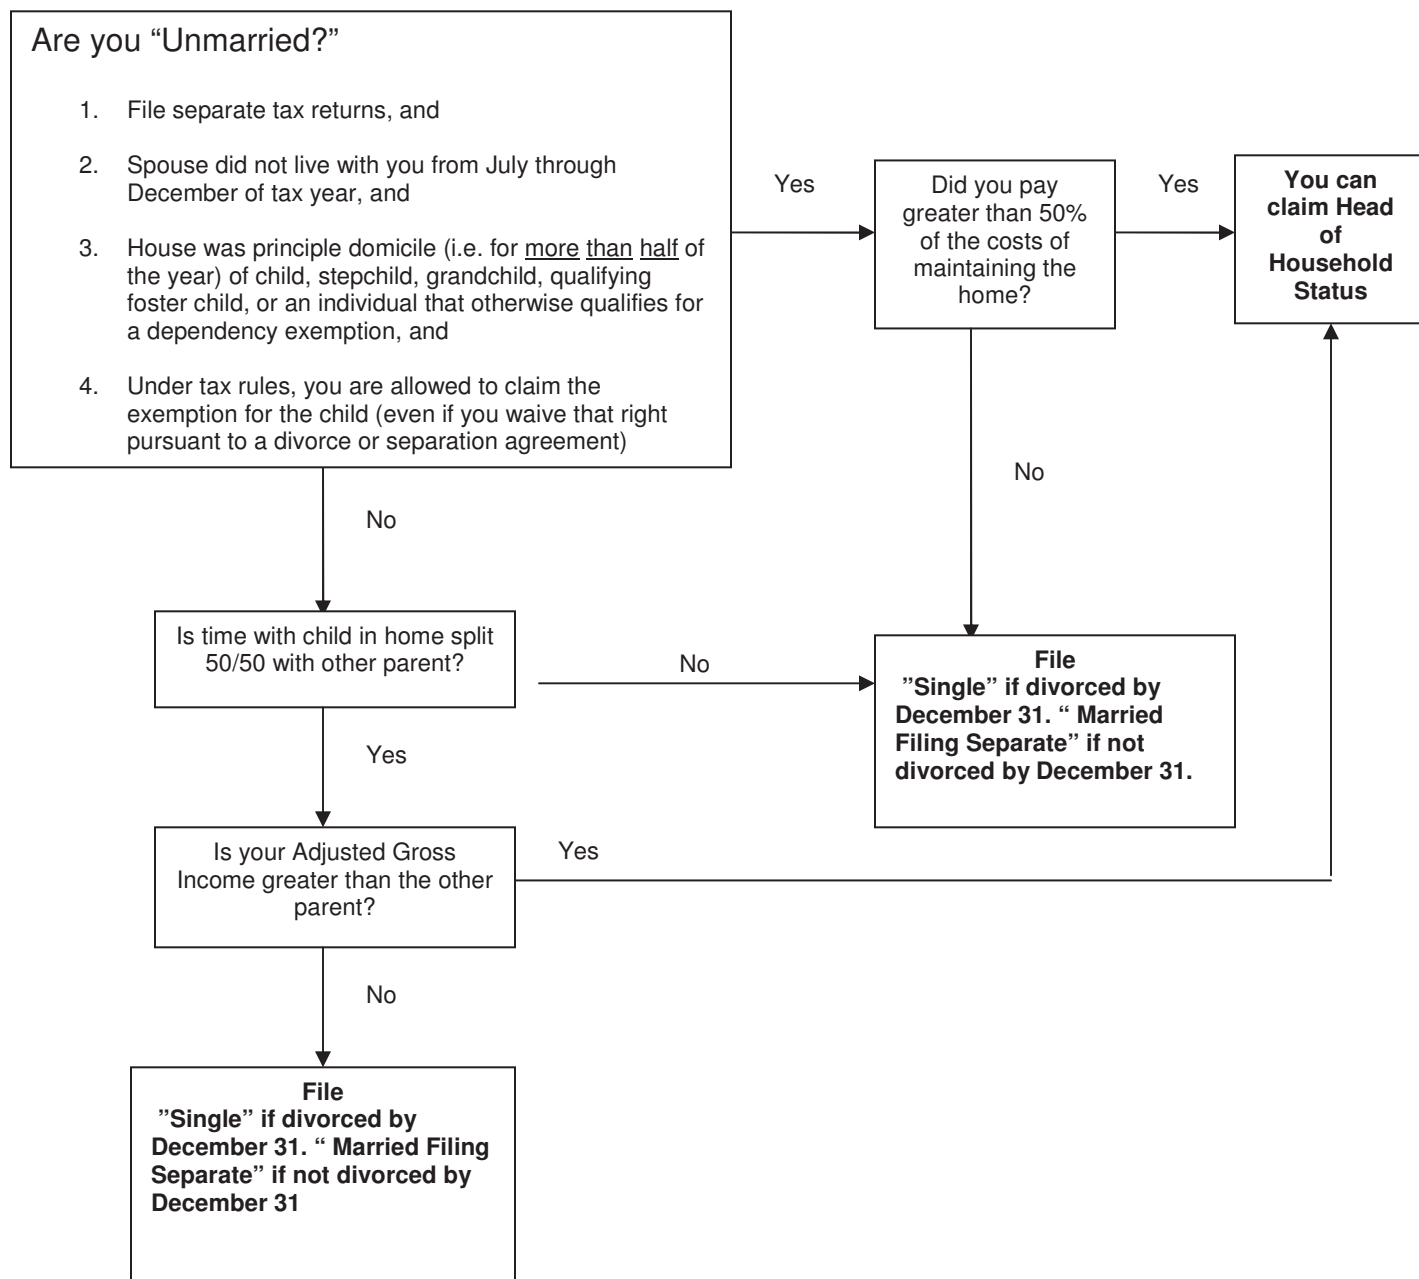 Are you “Unmarried?”
1. File separate tax returns, and
2. Spouse did not live with you from July through
December of tax year, and
3. House was principle domicile (i.e. for more than half of
the year) of child, stepchild, grandchild, qualifying
foster child, or an individual that otherwise qualifies for
a dependency exemption, and
4. Under tax rules, you are allowed to claim the
exemption for the child (even if you waive that right
pursuant to a divorce or separation agreement)
Yes
Did you pay
greater than 50%
of the costs of
maintaining the
home?
Yes
You can
claim Head
of
Household
Status
No
No
Is time with child in home split
50/50 with other parent?
No
File
”Single” if divorced by
December 31. “ Married
Filing Separate” if not
divorced by December 31.
Yes
Is your Adjusted Gross
Income greater than the other
parent?
Yes
No
File
”Single” if divorced by
December 31. “ Married Filing
Separate” if not divorced by
December 31